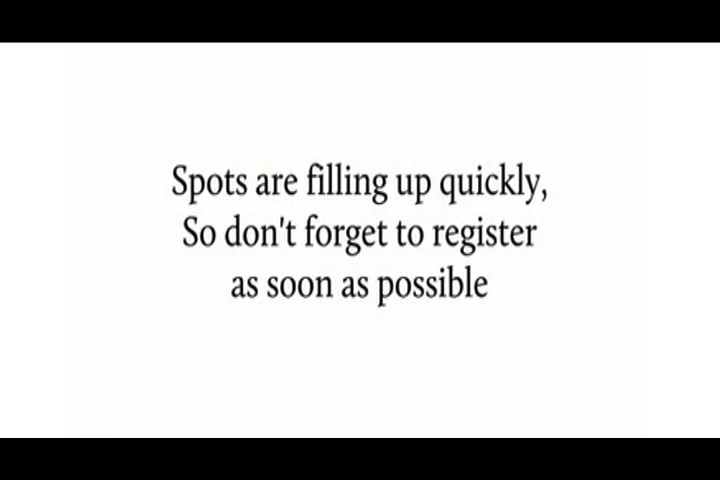 Spots are filling up quickly,
So don't forget to register
as soon as possible